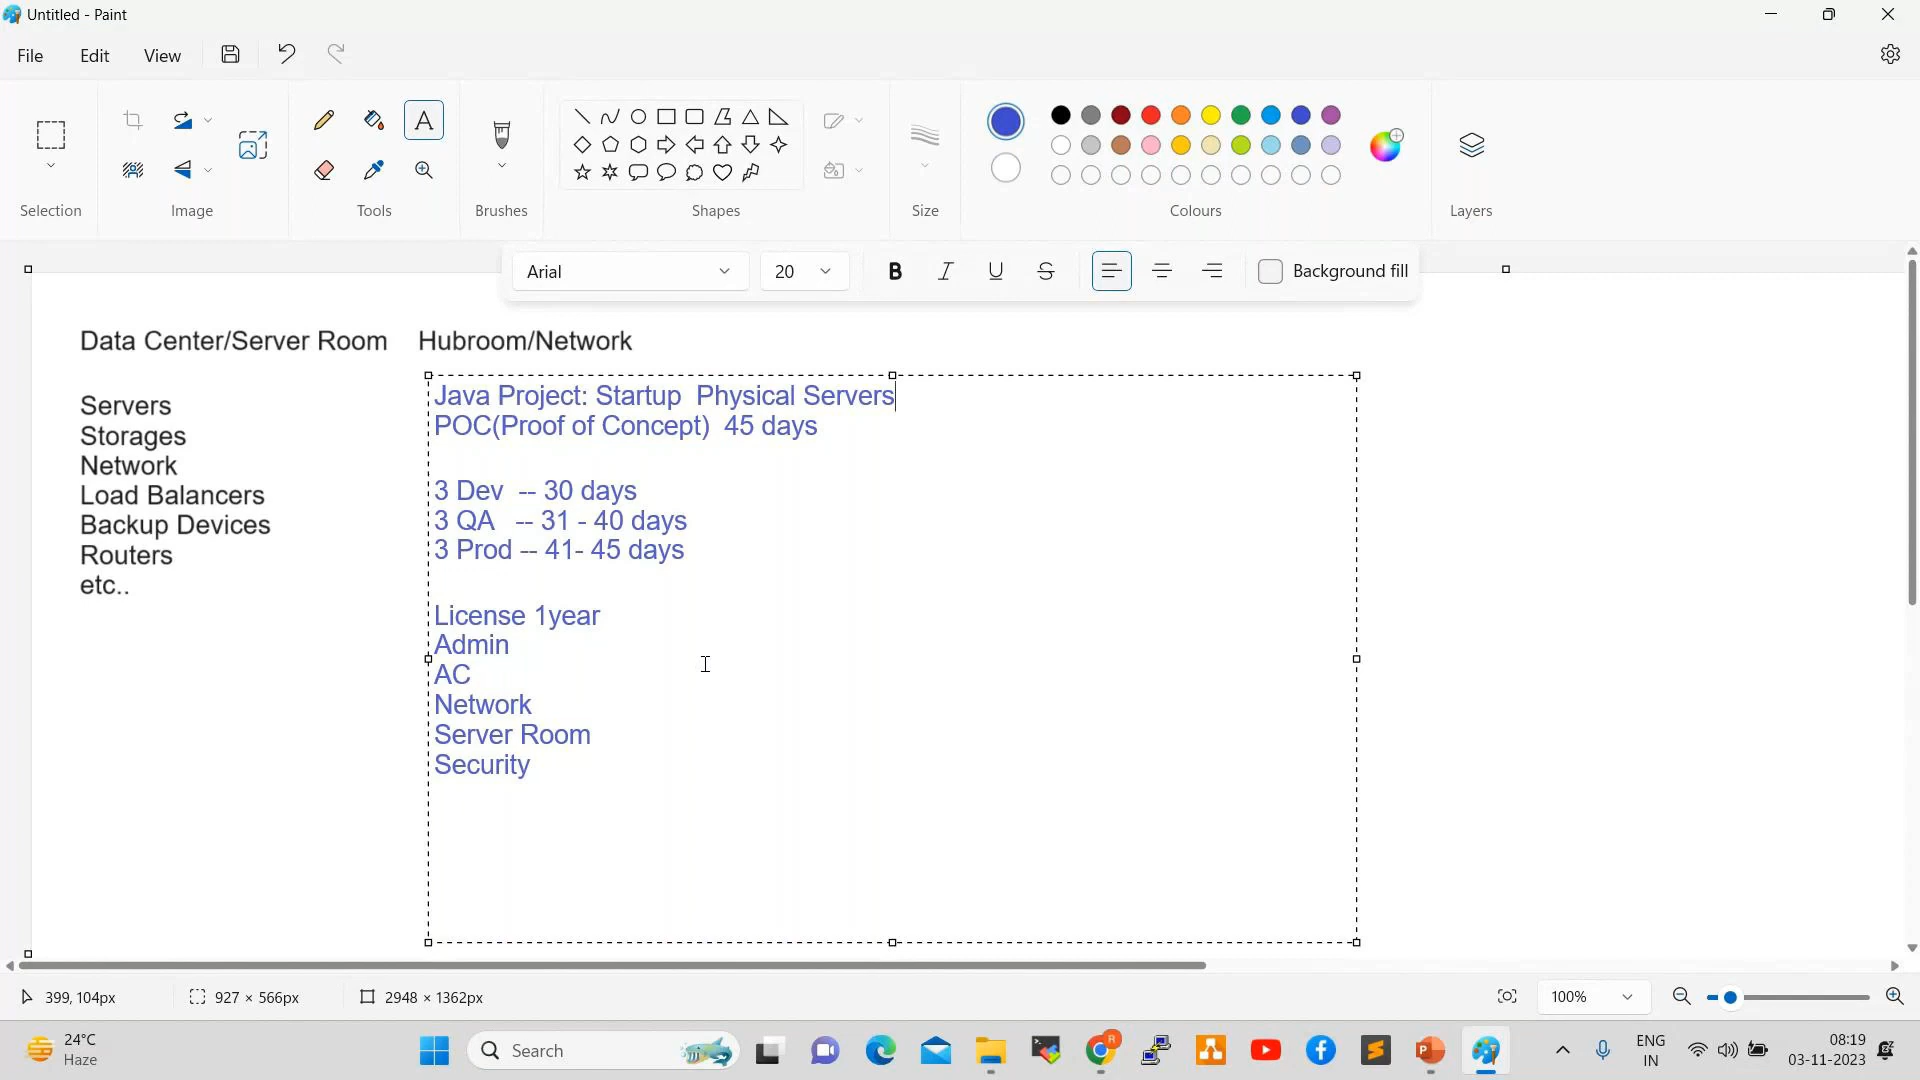 Untitled - Paint
File Edit View
Selection Image Tools Brushes Shapes Size Colours Layers
Arial 20 B I U S Background fill
Data Center/Server Room Hubroom/Network
Servers
Storages
Network
Load Balancers
Backup Devices
Routers
etc..
Java Project: Startup Physical Servers
POC(Proof of Concept) 45 days
3 Dev -- 30 days
3 QA -- 31 - 40 days
3 Prod -- 41- 45 days
License 1year
Admin
AC
Network
Server Room
Security
399, 104px 927 × 566px 2948 × 1362px 100%
24°C
Haze
Search
R
ENG
IN
08:19
03-11-2023